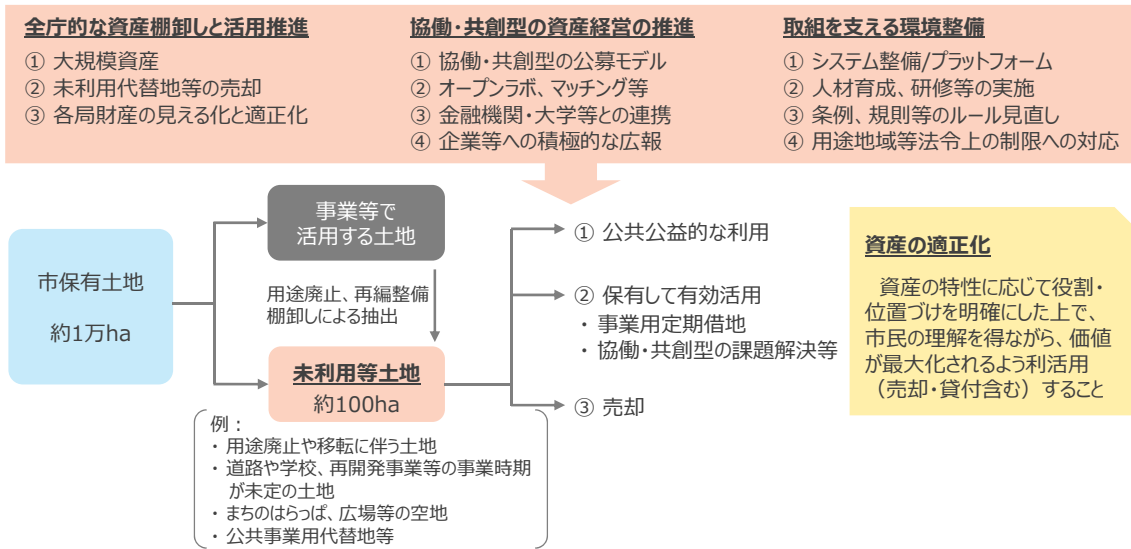 全庁的な資産棚卸しと活用推進
① 大規模資産
② 未利用代替地等の売却
③ 各局財産の見える化と適正化
協働・共創型の資産経営の推進
① 協働・共創型の公募モデル
② オープンラボ、マッチング等
③ 金融機関・大学等との連携
④ 企業等への積極的な広報
取組を支える環境整備
① システム整備/プラットフォーム
② 人材育成、研修等の実施
③ 条例、規則等のルール見直し
④ 用途地域等法令上の制限への対応
市保有土地
約1万ha
事業等で
活用する土地
用途廃止、再編整備
棚卸しによる抽出
未利用等土地
約100ha
例：
・ 用途廃止や移転に伴う土地
・ 道路や学校、再開発事業等の事業時期
が未定の土地
・ まちのはらっぱ、広場等の空地
・ 公共事業用代替地等
① 公共公益的な利用
② 保有して有効活用
・ 事業用定期借地
・ 協働・共創型の課題解決等
③ 売却
資産の適正化
資産の特性に応じて役割・
位置づけを明確にした上で、
市民の理解を得ながら、価値
が最大化されるよう利活用
（売却・貸付含む）すること